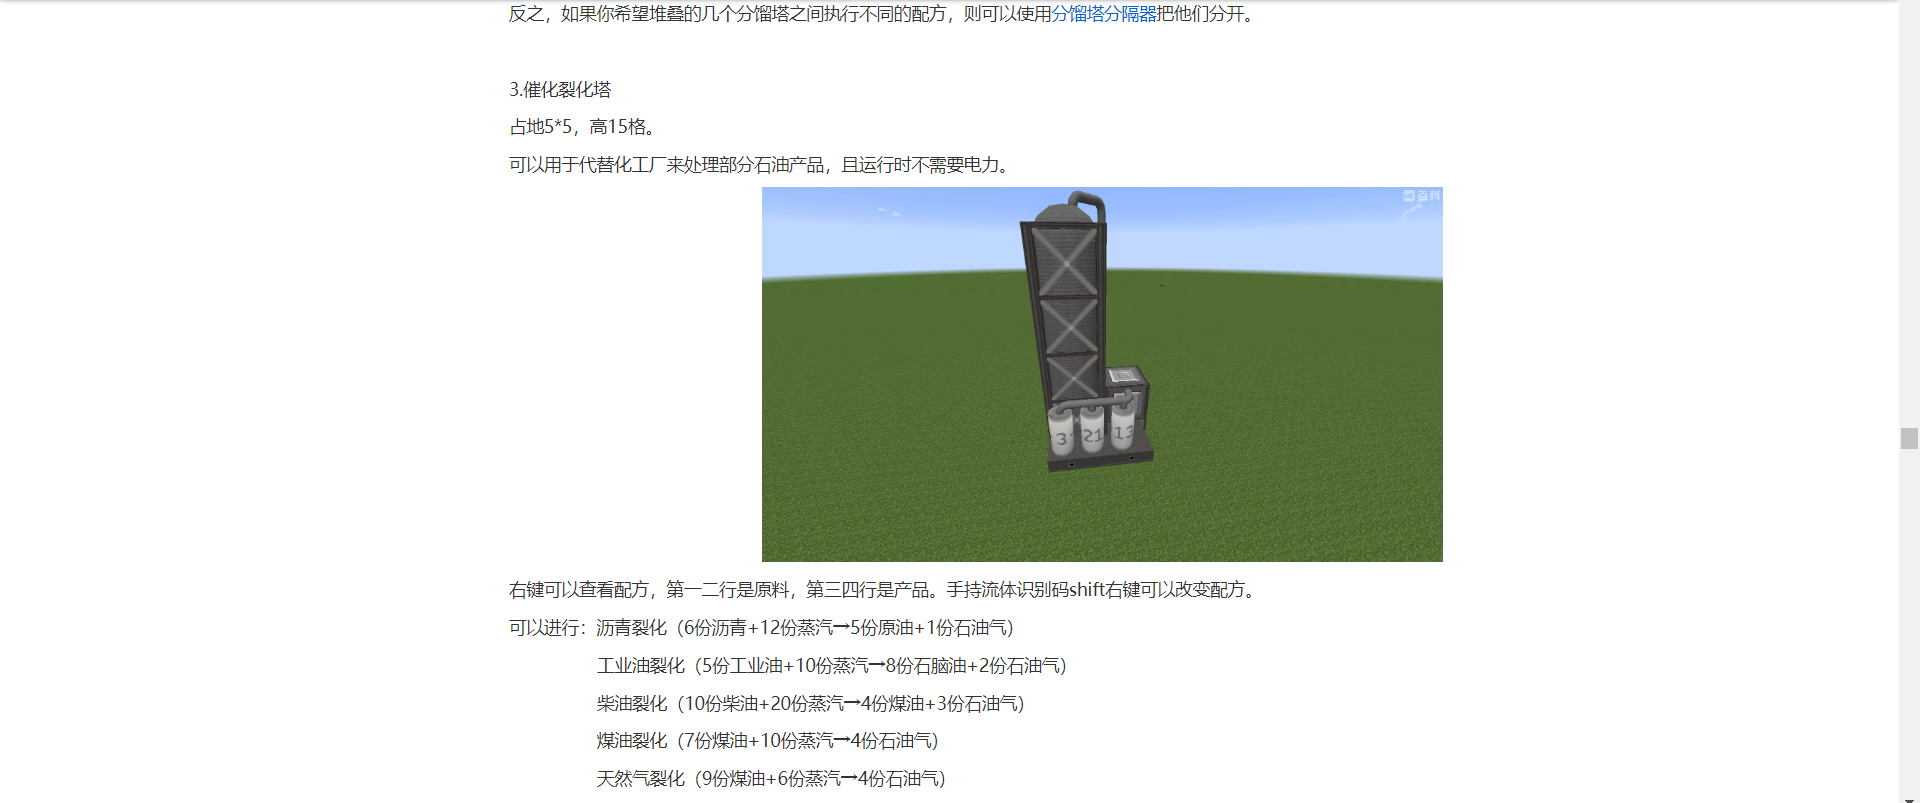 反之，如果你希望堆叠的几个分馏塔之间执行不同的配方，则可以使用分馏塔分隔器把他们分开。
3.催化裂化塔
占地5*5，高15格。
可以用于代替化工厂来处理部分石油产品，且运行时不需要电力。
百科
3 21 13
右键可以查看配方，第一二行是原料，第三四行是产品。手持流体识别码shift右键可以改变配方。
可以进行：沥青裂化（6份沥青+12份蒸汽→5份原油+1份石油气）
工业油裂化（5份工业油+10份蒸汽→8份石脑油+2份石油气）
柴油裂化（10份柴油+20份蒸汽→4份煤油+3份石油气）
煤油裂化（7份煤油+10份蒸汽→4份石油气）
天然气裂化（9份煤油+6份蒸汽→4份石油气）